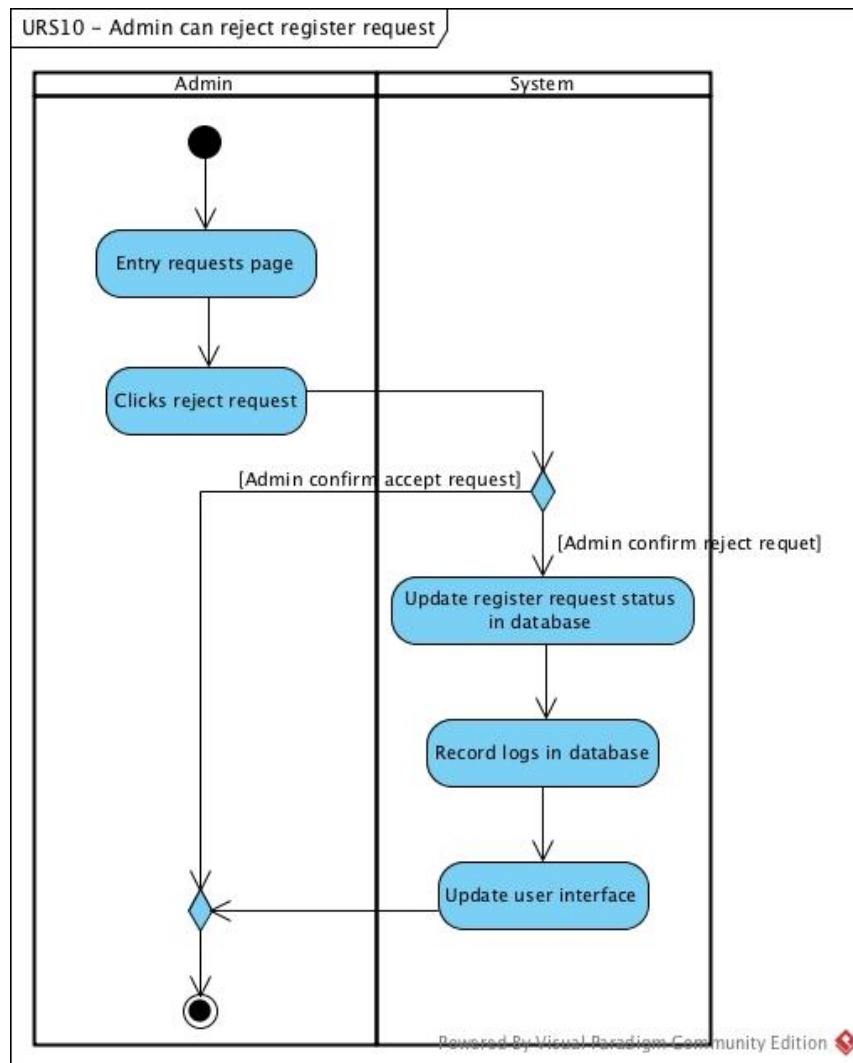 URS10 – Admin can reject register request
Admin
System
Entry requests page
Clicks reject request
[Admin confirm accept request]
[Admin confirm reject requet]
Update register request status
in database
Record logs in database
Update user interface
Powered By Visual Paradigm Community Edition